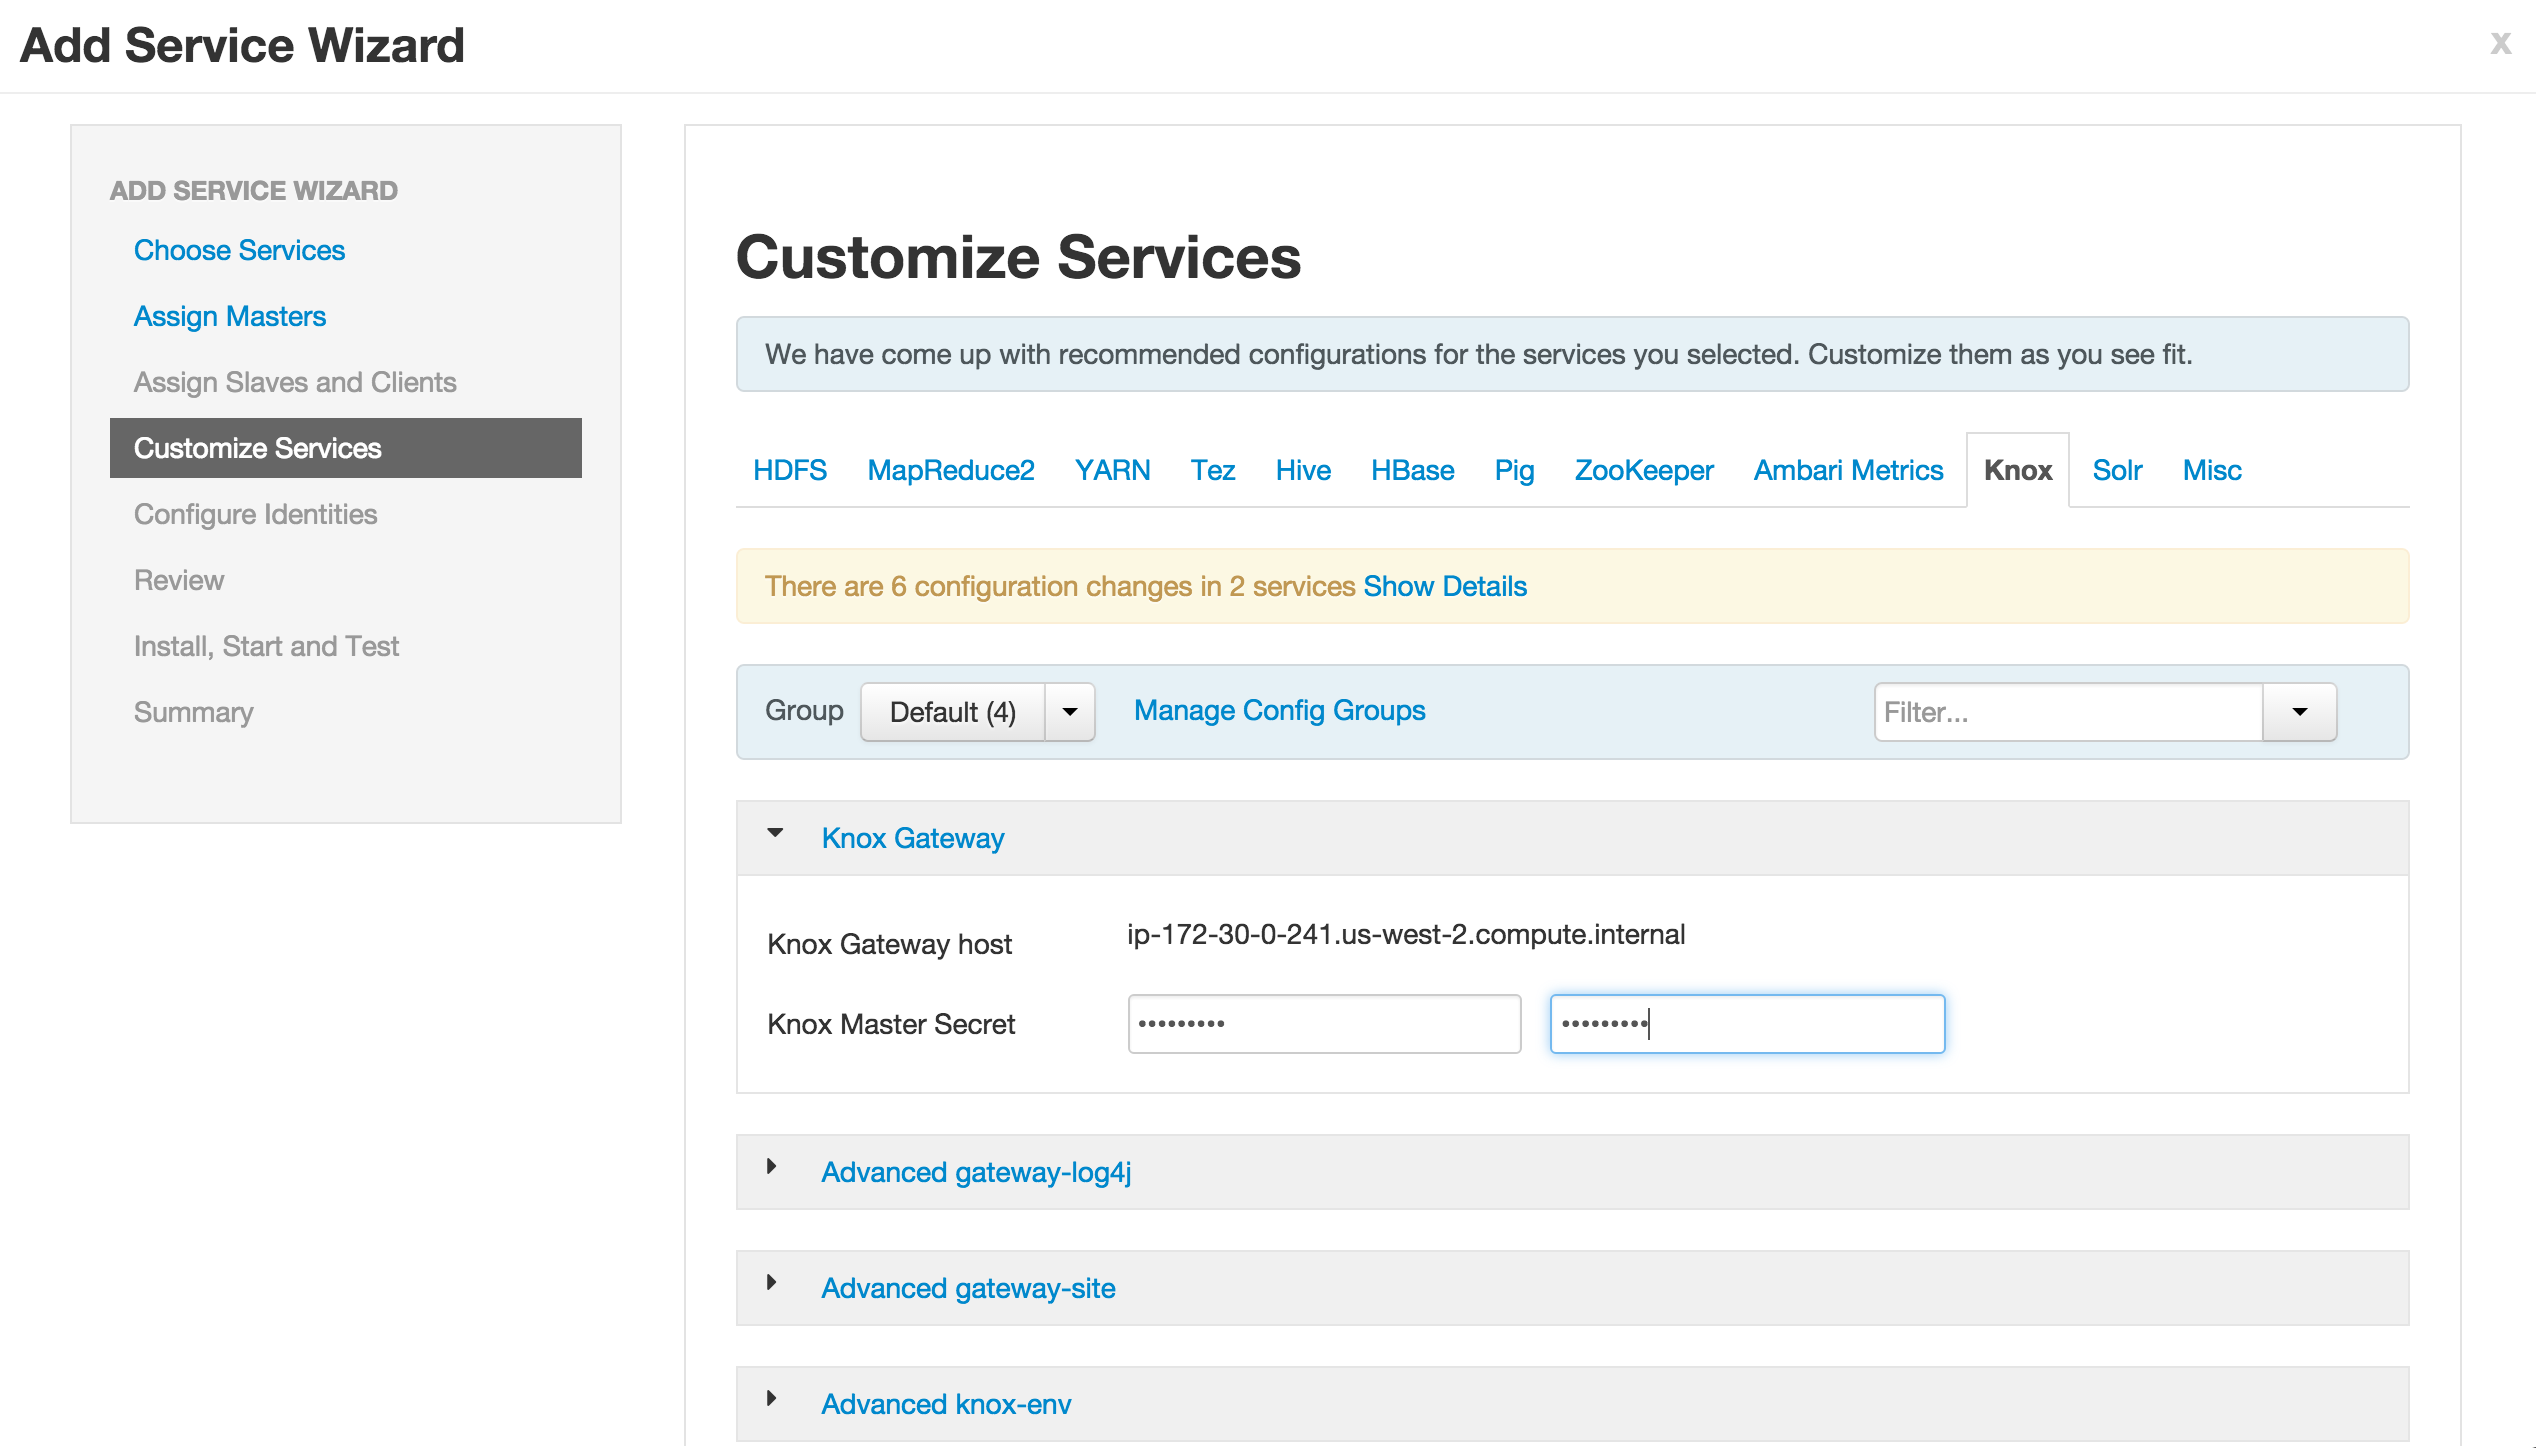 Add Service Wizard
x
ADD SERVICE WIZARD
Choose Services
Assign Masters
Assign Slaves and Clients
Customize Services
Configure Identities
Review
Install, Start and Test
Summary
Customize Services
We have come up with recommended configurations for the services you selected. Customize them as you see fit.
HDFS MapReduce2 YARN Tez Hive HBase Pig ZooKeeper Ambari Metrics Knox Solr Misc
There are 6 configuration changes in 2 services Show Details
Group Default (4) Manage Config Groups Filter...
Knox Gateway
Knox Gateway host ip-172-30-0-241.us-west-2.compute.internal
Knox Master Secret ••••••••• •••••••••
Advanced gateway-log4j
Advanced gateway-site
Advanced knox-env